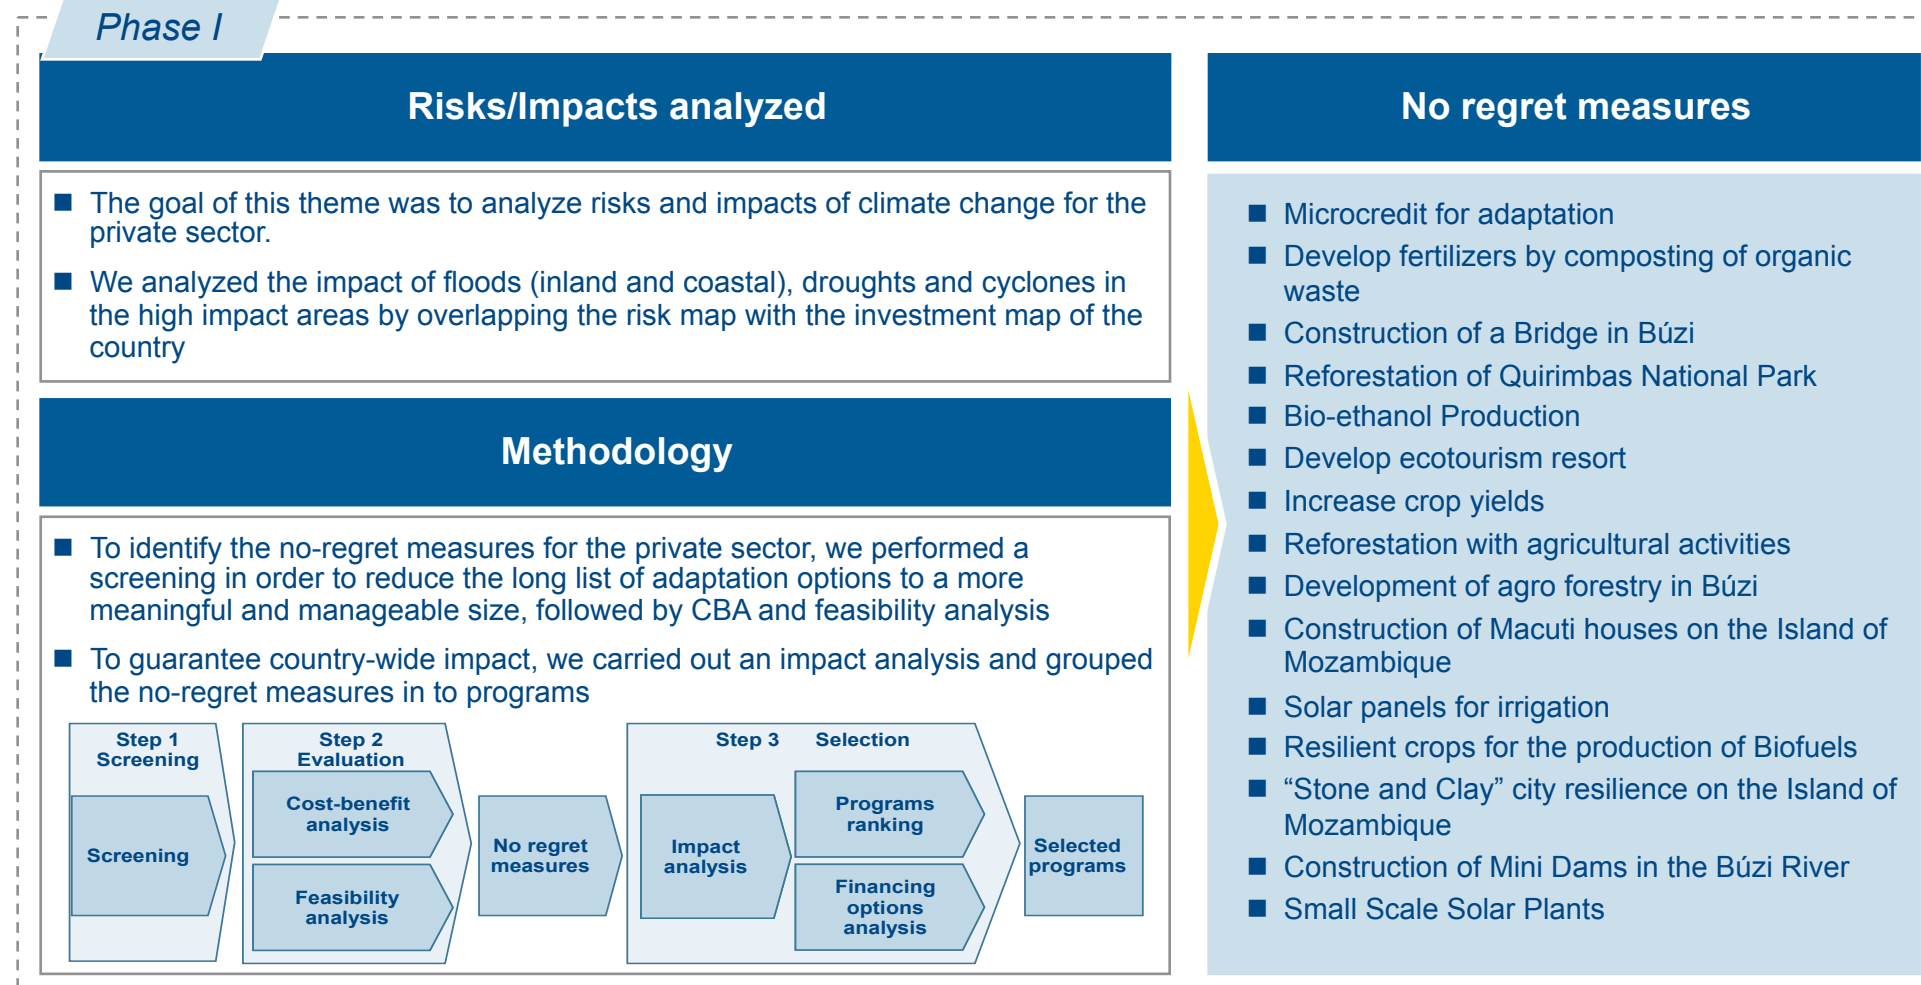 Phase I
Risks/Impacts analyzed
■ The goal of this theme was to analyze risks and impacts of climate change for the
private sector.
■ We analyzed the impact of floods (inland and coastal), droughts and cyclones in
the high impact areas by overlapping the risk map with the investment map of the
country
Methodology
■ To identify the no-regret measures for the private sector, we performed a
screening in order to reduce the long list of adaptation options to a more
meaningful and manageable size, followed by CBA and feasibility analysis
■ To guarantee country-wide impact, we carried out an impact analysis and grouped
the no-regret measures in to programs
Step 1
Screening
Screening
Step 2
Evaluation
Cost-benefit
analysis
Feasibility
analysis
No regret
measures
Step 3 Selection
Impact
analysis
Programs
ranking
Financing
options
analysis
Selected
programs
No regret measures
■ Microcredit for adaptation
■ Develop fertilizers by composting of organic
waste
■ Construction of a Bridge in Búzi
■ Reforestation of Quirimbas National Park
■ Bio-ethanol Production
■ Develop ecotourism resort
■ Increase crop yields
■ Reforestation with agricultural activities
■ Development of agro forestry in Búzi
■ Construction of Macuti houses on the Island of
Mozambique
■ Solar panels for irrigation
■ Resilient crops for the production of Biofuels
■ “Stone and Clay” city resilience on the Island of
Mozambique
■ Construction of Mini Dams in the Búzi River
■ Small Scale Solar Plants